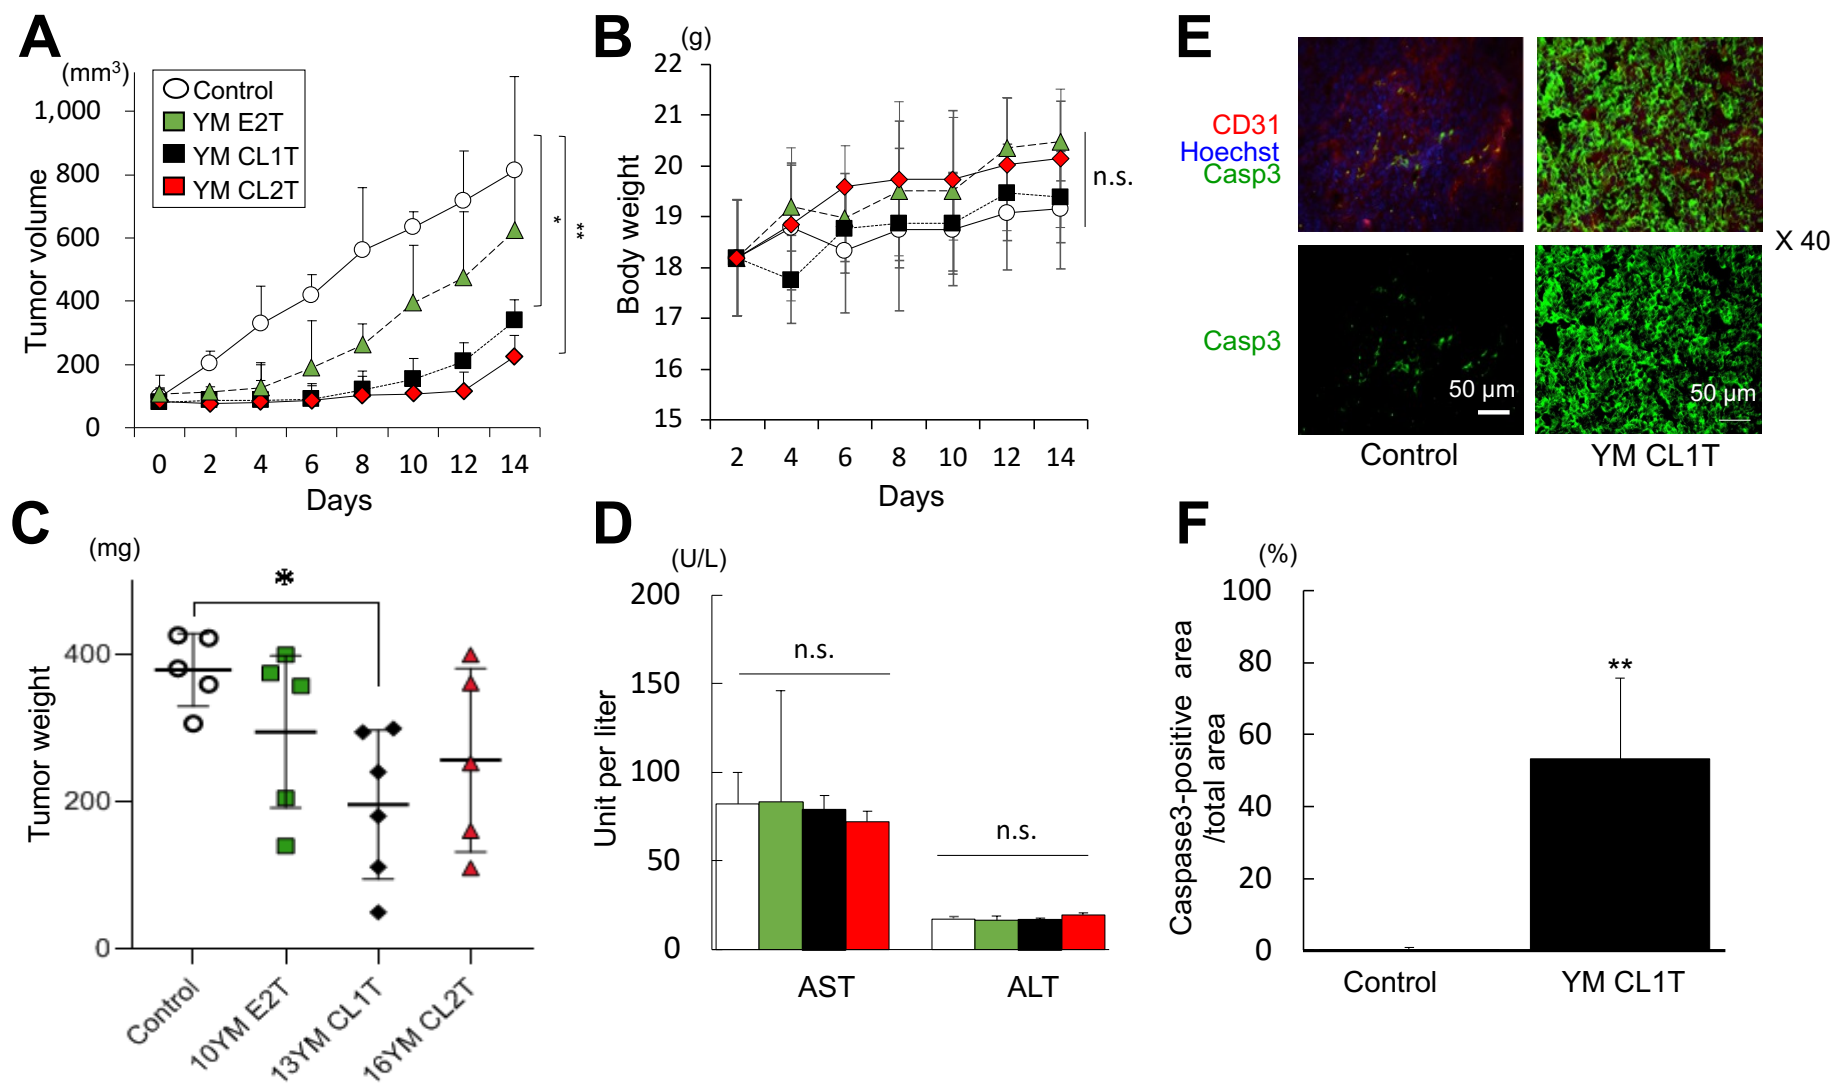 A
(mm3)
1,000
800
600
400
200
0
Tumor volume
Control
YM E2T
YM CL1T
YM CL2T
*
**
0 2 4 6 8 10 12 14
Days
B
(g)
22
21
20
19
18
17
16
15
Body weight
n.s.
2 4 6 8 10 12 14
Days
E
CD31
Hoechst
Casp3
X 40
Casp3
50 µm
50 µm
Control
YM CL1T
C
(mg)
*
400
200
0
Tumor weight
Control
10YM E2T
13YM CL1T
16YM CL2T
D
(U/L)
200
150
100
50
0
Unit per liter
n.s.
n.s.
AST
ALT
F
(%)
100
80
60
40
20
0
Caspase3-positive area
/total area
**
Control
YM CL1T